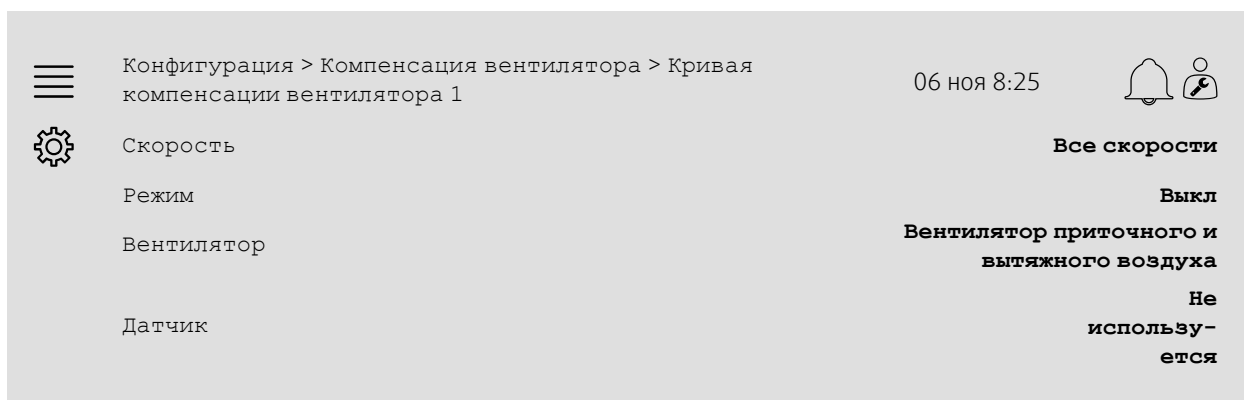 Конфигурация > Компенсация вентилятора > Кривая
компенсации вентилятора 1
06 ноя 8:25
Скорость
Все скорости
Режим
Выкл
Вентилятор
Вентилятор приточного и
вытяжного воздуха
Датчик
Не
использу-
ется